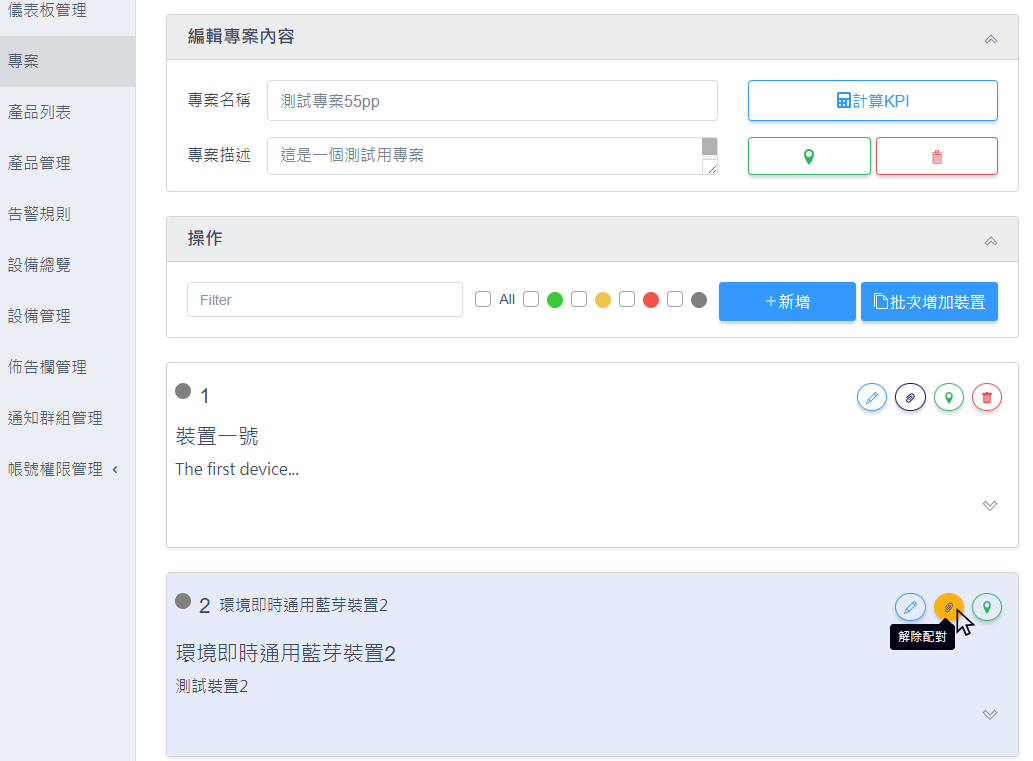 儀表板管理
專案
產品列表
產品管理
告警規則
設備總覽
設備管理
佈告欄管理
通知群組管理
帳號權限管理
編輯專案內容
專案名稱 測試專案55pp 計算KPI
專案描述 這是一個測試用專案
操作
Filter All +新增 批次增加裝置
1
裝置一號
The first device...
2 環境即時通用藍芽裝置2
解除配對
環境即時通用藍芽裝置2
測試裝置2